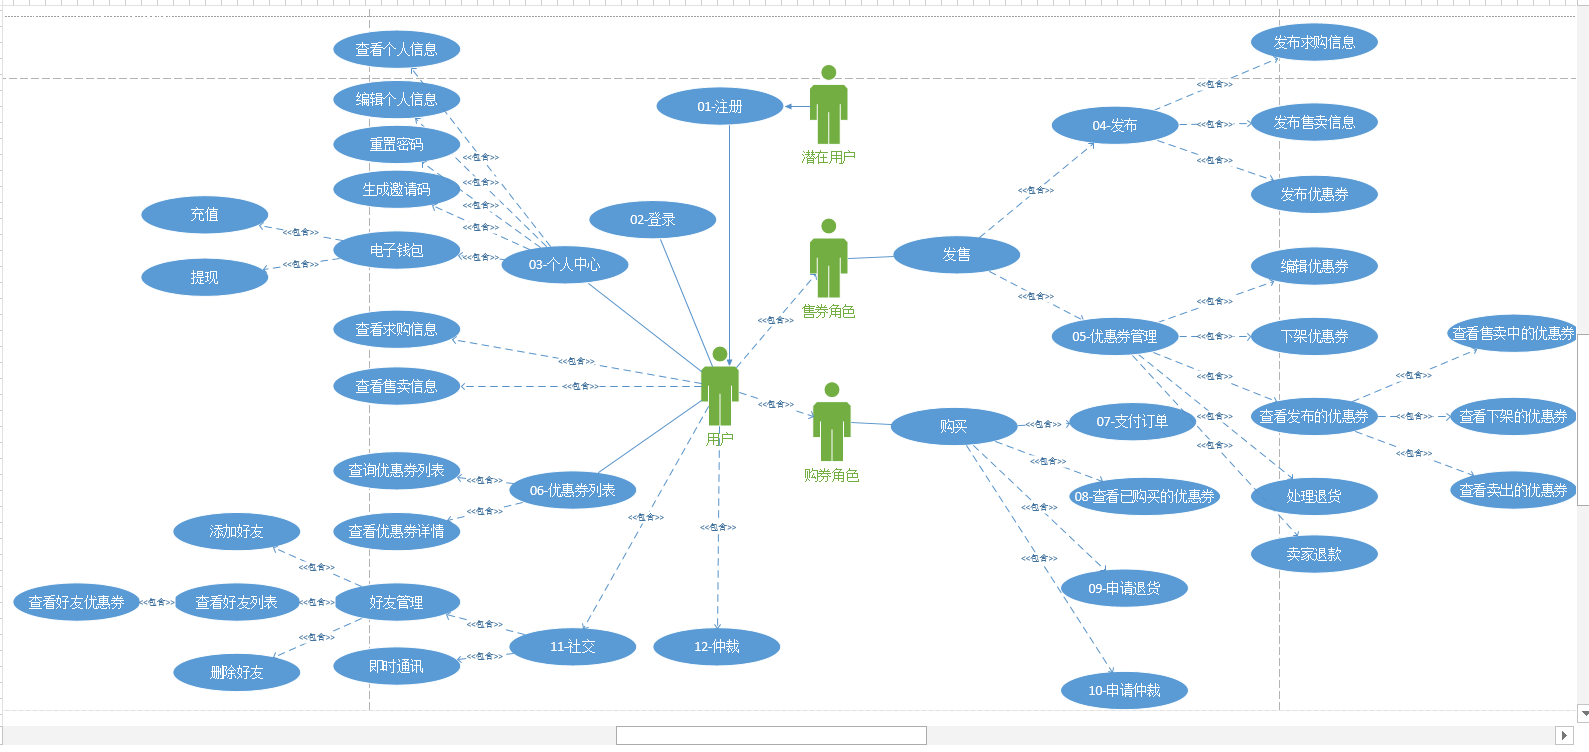 查看个人信息
编辑个人信息
重置密码
生成邀请码
充值
电子钱包
提现
<<包含>>
<<包含>>
<<包含>>
<<包含>>
<<包含>>
<<包含>>
<<包含>>
03-个人中心
02-登录
01-注册
潜在用户
售券角色
用户
购券角色
<<包含>>
<<包含>>
查看求购信息
<<包含>>
查看售卖信息
<<包含>>
查询优惠券列表
<<包含>>
06-优惠券列表
<<包含>>
查看优惠券详情
添加好友
<<包含>>
查看好友优惠券
<<包含>>
查看好友列表
<<包含>>
好友管理
<<包含>>
删除好友
<<包含>>
即时通讯
<<包含>>
11-社交
<<包含>>
12-仲裁
<<包含>>
发售
<<包含>>
<<包含>>
04-发布
<<包含>>
发布求购信息
<<包含>>
发布售卖信息
<<包含>>
发布优惠券
05-优惠券管理
<<包含>>
编辑优惠券
<<包含>>
下架优惠券
<<包含>>
查看发布的优惠券
<<包含>>
处理退货
<<包含>>
卖家退款
<<包含>>
查看售卖中的优惠券
<<包含>>
查看下架的优惠券
<<包含>>
查看卖出的优惠券
购买
<<包含>>
07-支付订单
<<包含>>
08-查看已购买的优惠券
<<包含>>
09-申请退货
<<包含>>
10-申请仲裁